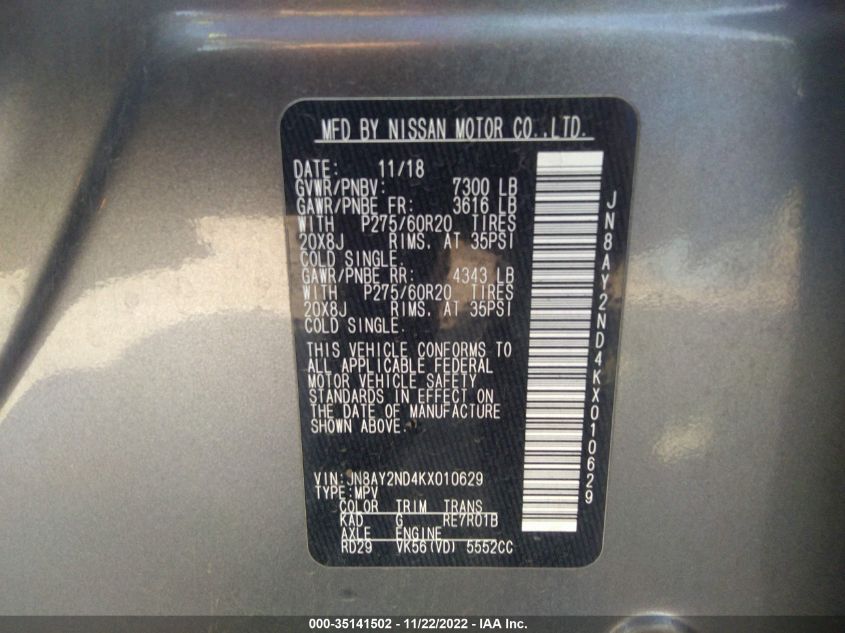 MFD BY NISSAN MOTOR CO.,LTD.
DATE: 11/18
GVWR/PNBV: 7300 LB
GAWR/PNBE FR: 3616 LB
WITH P275/60R20 TIRES
20X8J RIMS. AT 35PSI
COLD SINGLE.
GAWR/PNBE RR: 4343 LB
WITH P275/60R20 TIRES
20X8J RIMS. AT 35PSI
COLD SINGLE.
THIS VEHICLE CONFORMS TO
ALL APPLICABLE FEDERAL
MOTOR VEHICLE SAFETY
STANDARDS IN EFFECT ON
THE DATE OF MANUFACTURE
SHOWN ABOVE.
VIN:JN8AY2ND4KX010629
TYPE:MPV
COLOR TRIM TRANS
KAD G RE7R01B
AXLE ENGINE
RD29 VK56(VD) 5552CC
JN8AY2ND4KX010629
000-35141502 - 11/22/2022 - IAA Inc.